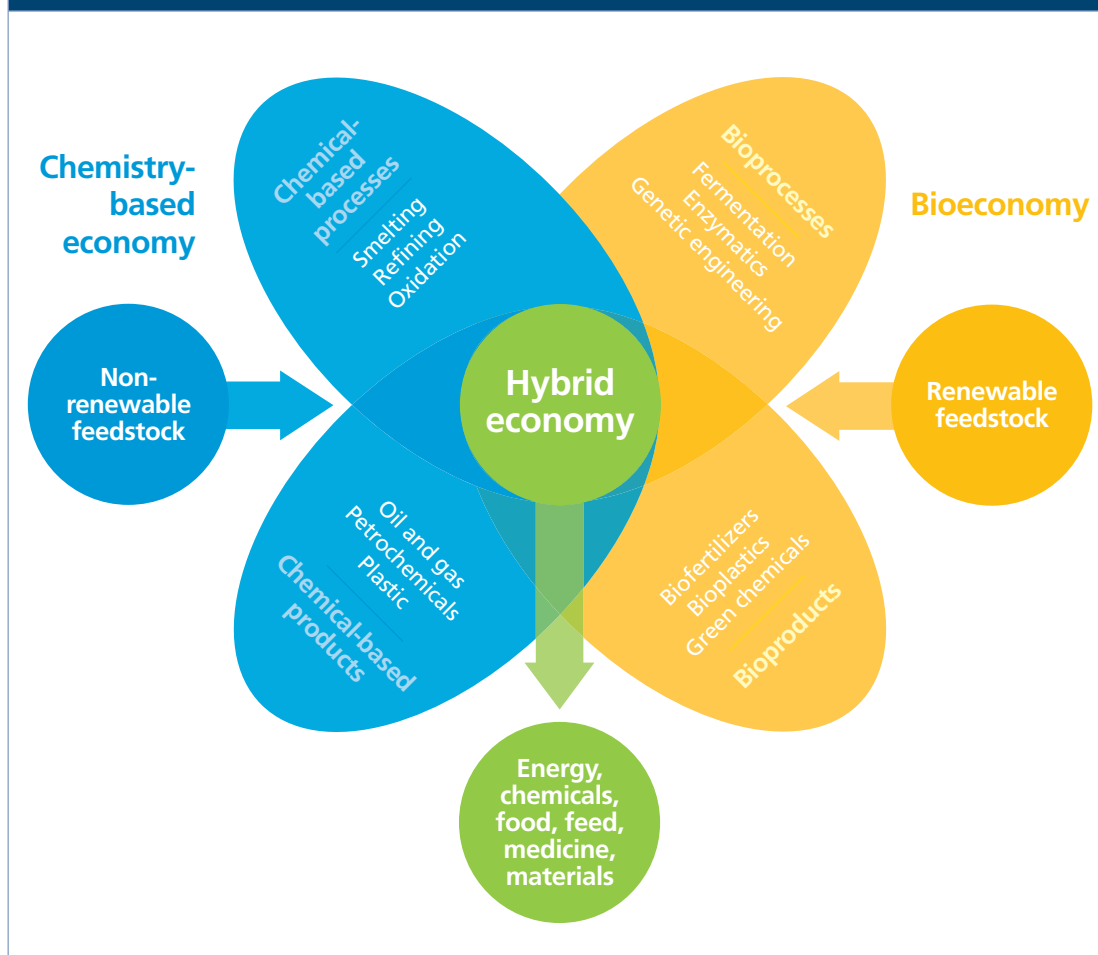 Chemistry-
based
economy
Chemical-
based
processes
Smelting
Refining
Oxidation
Bioprocesses
Fermentation
Enzymatics
Genetic engineering
Bioeconomy
Non-
renewable
feedstock
Hybrid
economy
Renewable
feedstock
Oil and gas
Petrochemicals
Plastic
Chemical-based
products
Biofertilizers
Bioplastics
Green chemicals
Bioproducts
Energy,
chemicals,
food, feed,
medicine,
materials